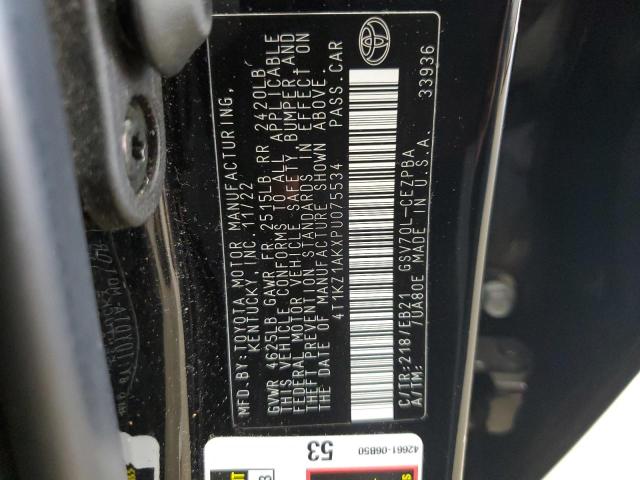 MFD.BY:TOYOTA MOTOR MANUFACTURING,
KENTUCKY, INC. 11/22
GVWR 4625LB GAWR FR 2515LB RR 2420LB
THIS VEHICLE CONFORMS TO ALL APPLICABLE
FEDERAL MOTOR VEHICLE SAFETY, BUMPER, AND
THEFT PREVENTION STANDARDS IN EFFECT ON
THE DATE OF MANUFACTURE SHOWN ABOVE.
4T1KZ1AKXPU075534 PASS.CAR
C/TR:218/EB21 GSV70L-CEZPBA
A/TM: /UA80E MADE IN U.S.A. 33936
42661-06B50
53